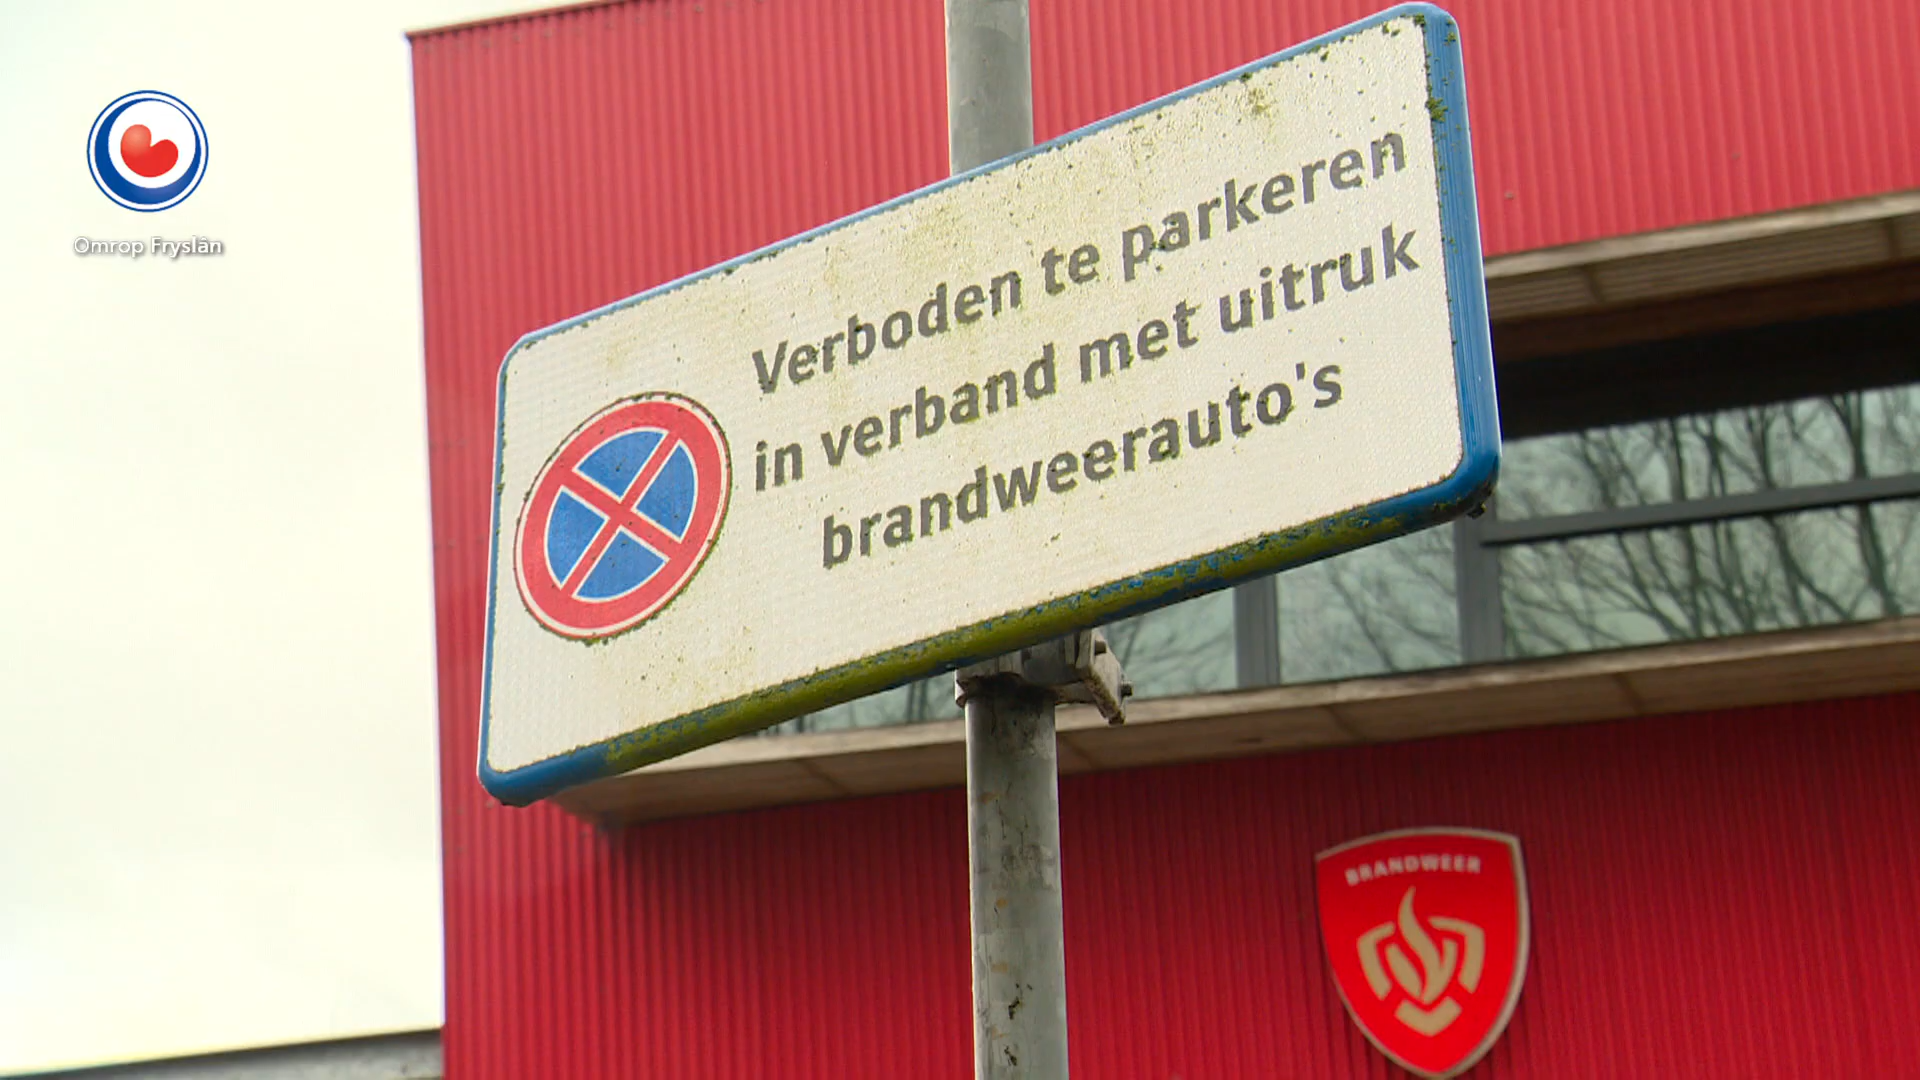 Omrop Fryslân
Verboden te parkeren
in verband met uitruk
brandweerauto's
BRANDWEER